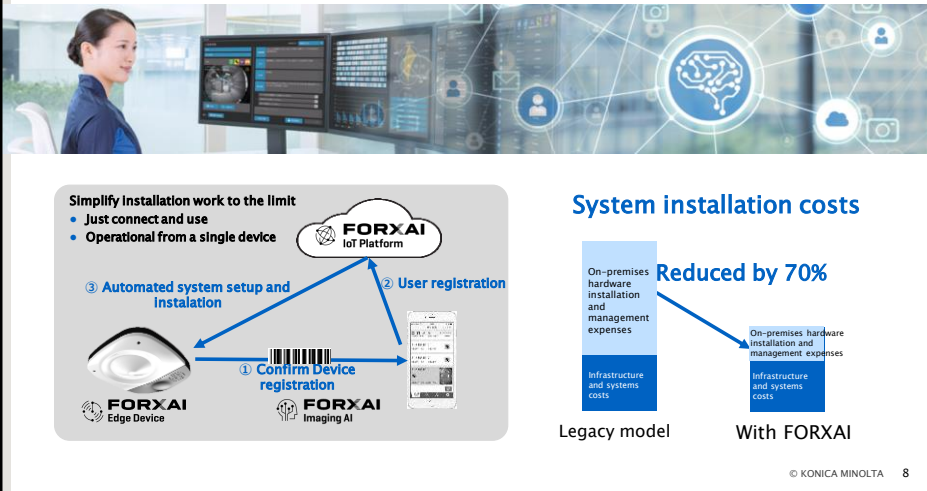 Simplify installation work to the limit
● Just connect and use
● Operational from a single device
FORXAI
IoT Platform
③ Automated system setup and
instalation
② User registration
① Confirm Device
registration
FORXAI
Edge Device
FORXAI
Imaging AI
System installation costs
Reduced by 70%
On-premises
hardware
installation
and
management
expenses
Infrastructure
and systems
costs
Legacy model
On-premises hardware
installation and
management expenses
Infrastructure
and systems
costs
With FORXAI
© KONICA MINOLTA 8